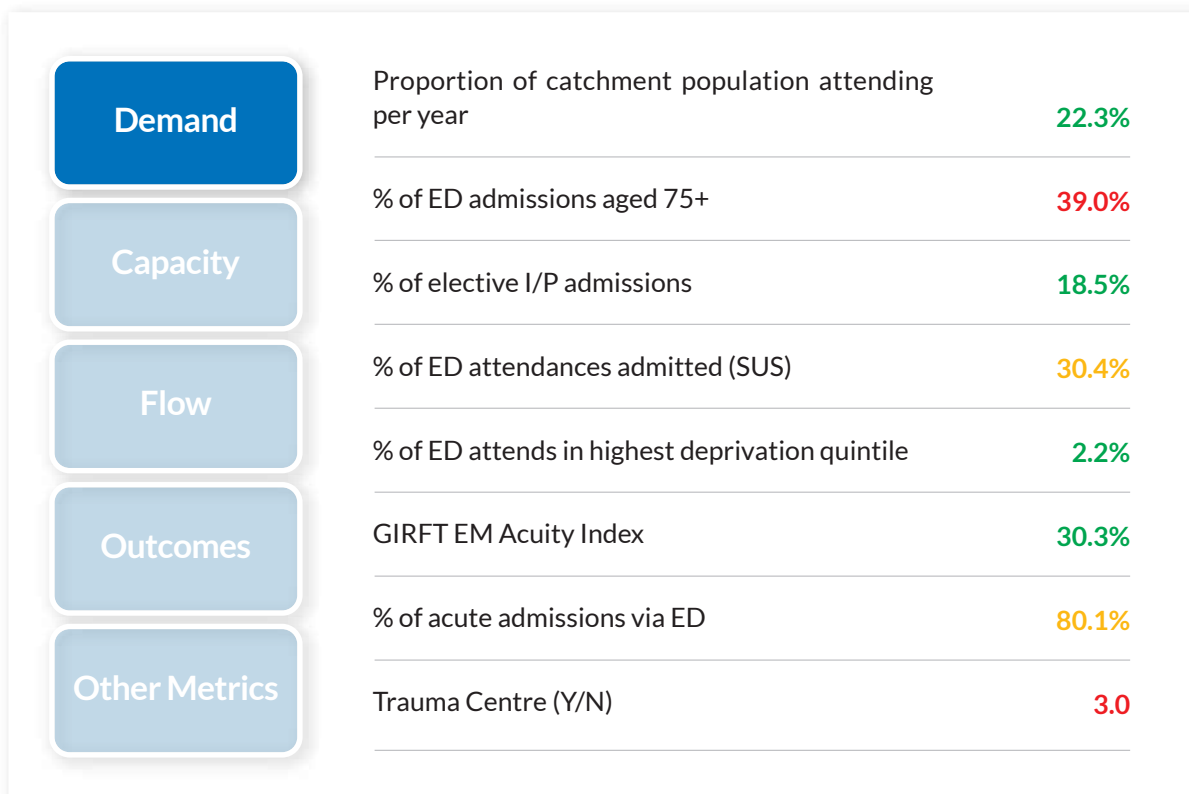 Demand
Capacity
Flow
Outcomes
Other Metrics
Proportion of catchment population attending
per year 22.3%
% of ED admissions aged 75+ 39.0%
% of elective I/P admissions 18.5%
% of ED attendances admitted (SUS) 30.4%
% of ED attends in highest deprivation quintile 2.2%
GIRFT EM Acuity Index 30.3%
% of acute admissions via ED 80.1%
Trauma Centre (Y/N) 3.0